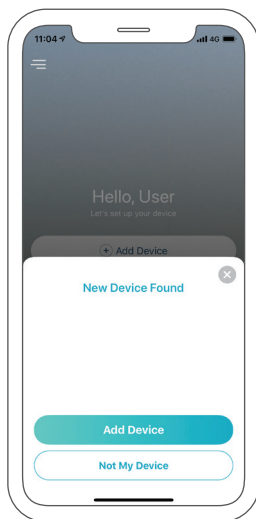 11:04
4G
Hello, User
Let's set up your device
Add Device
New Device Found
Add Device
Not My Device